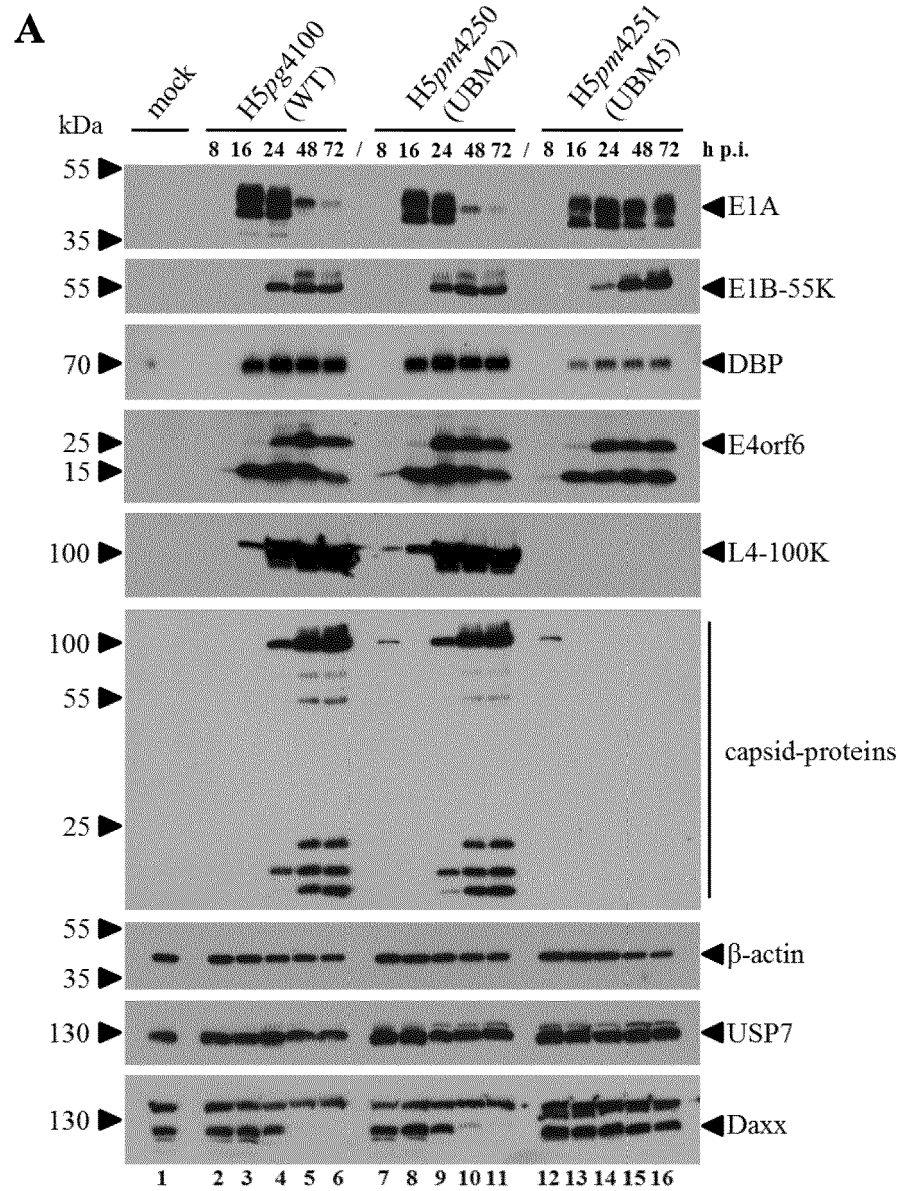 A
mock
H5pg4100
(WT)
H5pm4250
(UBM2)
H5pm4251
(UBM5)
kDa
8 16 24 48 72 / 8 16 24 48 72 / 8 16 24 48 72 h p.i.
55
E1A
35
55 E1B-55K
70 DBP
25 E4orf6
15
100 L4-100K
100
55
capsid-proteins
25
55
β-actin
35
130 USP7
130 Daxx
1 2 3 4 5 6 7 8 9 10 11 12 13 14 15 16